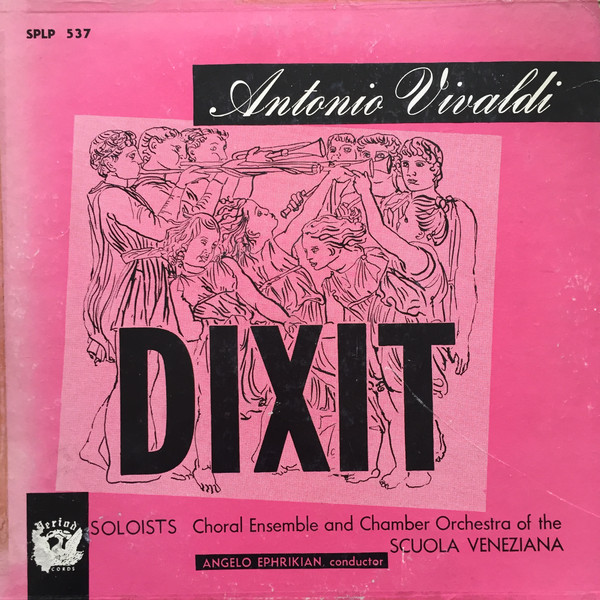 SPLP 537
Antonio Vivaldi
DIXIT
Period
RECORDS
SOLOISTS Choral Ensemble and Chamber Orchestra of the
SCUOLA VENEZIANA
ANGELO EPHRIKIAN, conductor